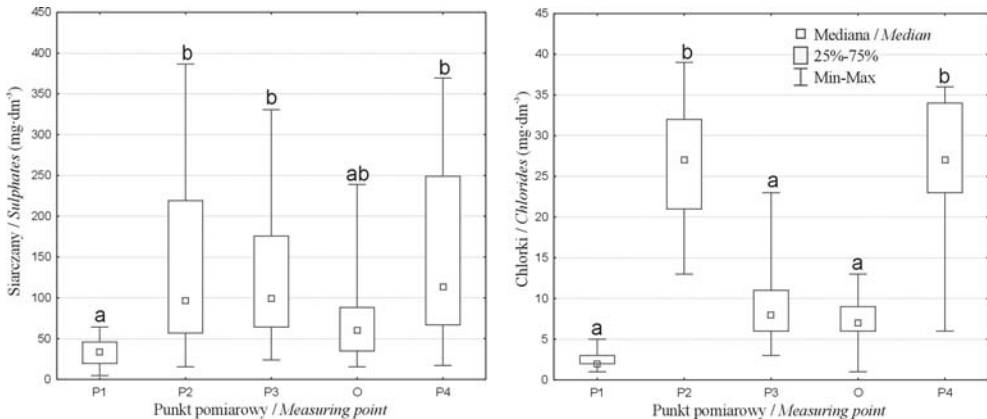 450
400
350
300
250
200
150
100
50
0
Siarczany / Sulphates (mg·dm⁻³)
a
b
b
ab
b
P1 P2 P3 O P4
Punkt pomiarowy / Measuring point
45
40
35
30
25
20
15
10
5
0
Chlorki / Chlorides (mg·dm⁻³)
Mediana / Median
25%-75%
Min-Max
a
b
a
a
b
P1 P2 P3 O P4
Punkt pomiarowy / Measuring point